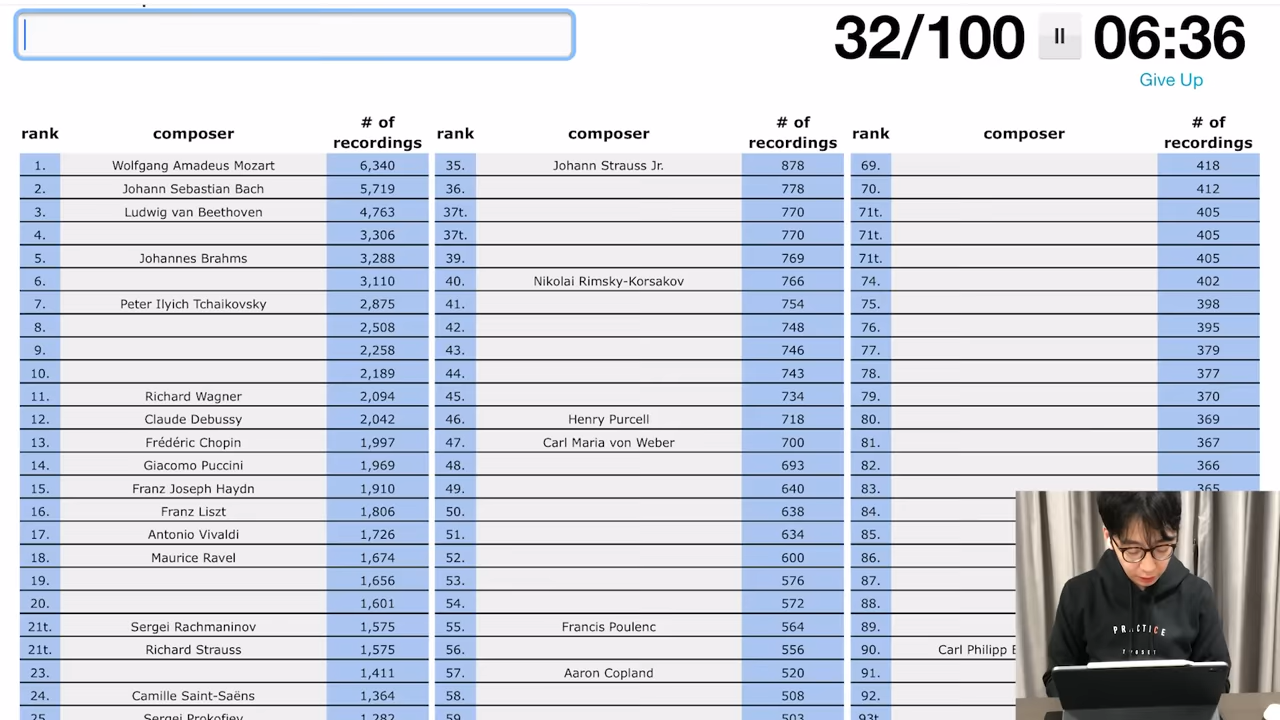 32/100
06:36
Give Up
rank composer # of recordings rank composer # of recordings rank composer # of recordings
1. Wolfgang Amadeus Mozart 6,340 35. Johann Strauss Jr. 878 69. 418
2. Johann Sebastian Bach 5,719 36. 778 70. 412
3. Ludwig van Beethoven 4,763 37t. 770 71t. 405
4. 3,306 37t. 770 71t. 405
5. Johannes Brahms 3,288 39. 769 71t. 405
6. 3,110 40. Nikolai Rimsky-Korsakov 766 74. 402
7. Peter Ilyich Tchaikovsky 2,875 41. 754 75. 398
8. 2,508 42. 748 76. 395
9. 2,258 43. 746 77. 379
10. 2,189 44. 743 78. 377
11. Richard Wagner 2,094 45. 734 79. 370
12. Claude Debussy 2,042 46. Henry Purcell 718 80. 369
13. Frédéric Chopin 1,997 47. Carl Maria von Weber 700 81. 367
14. Giacomo Puccini 1,969 48. 693 82. 366
15. Franz Joseph Haydn 1,910 49. 640 83. 365
16. Franz Liszt 1,806 50. 638 84.
17. Antonio Vivaldi 1,726 51. 634 85.
18. Maurice Ravel 1,674 52. 600 86.
19. 1,656 53. 576 87.
20. 1,601 54. 572 88.
21t. Sergei Rachmaninov 1,575 55. Francis Poulenc 564 89.
21t. Richard Strauss 1,575 56. 556 90. Carl Philipp
23. 1,411 57. Aaron Copland 520 91.
24. Camille Saint-Saëns 1,364 58. 508 92.
25. Sergei Prokofiev 1,282 59. 503 93t.
PRACTICE